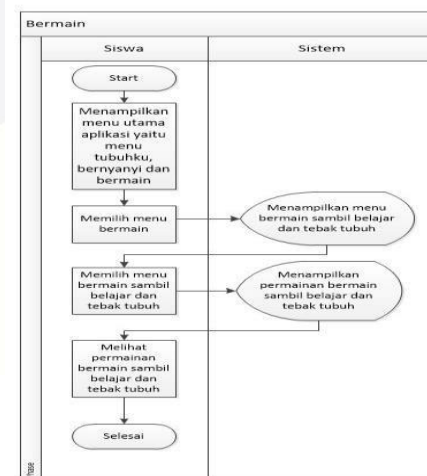 Bermain
Siswa
Sistem
Start
Menampilkan
menu utama
aplikasi yaitu
menu
tubuhku,
bernyanyi dan
bermain
Memilih menu
bermain
Menampilkan menu
bermain sambil belajar
dan tebak tubuh
Memilih menu
bermain sambil
belajar dan
tebak tubuh
Menampilkan
permainan bermain
sambil belajar dan
tebak tubuh
Melihat
permainan
bermain sambil
belajar dan
tebak tubuh
Selesai